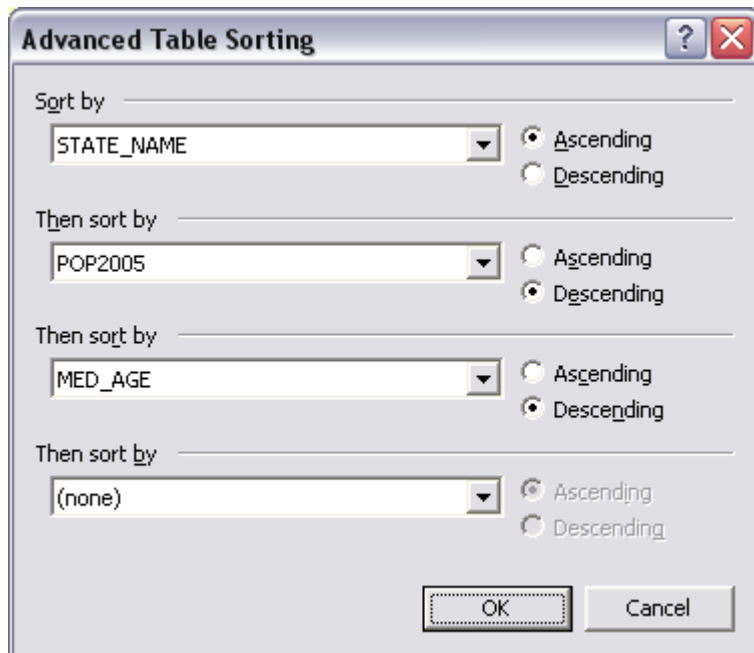 Advanced Table Sorting
Sort by
STATE_NAME
Ascending
Descending
Then sort by
POP2005
Ascending
Descending
Then sort by
MED_AGE
Ascending
Descending
Then sort by
(none)
Ascending
Descending
OK Cancel